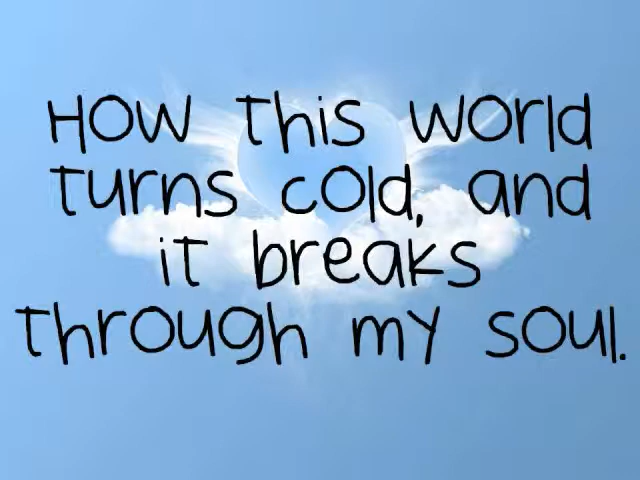 How this world
turns cold, and
it breaks
through my soul.